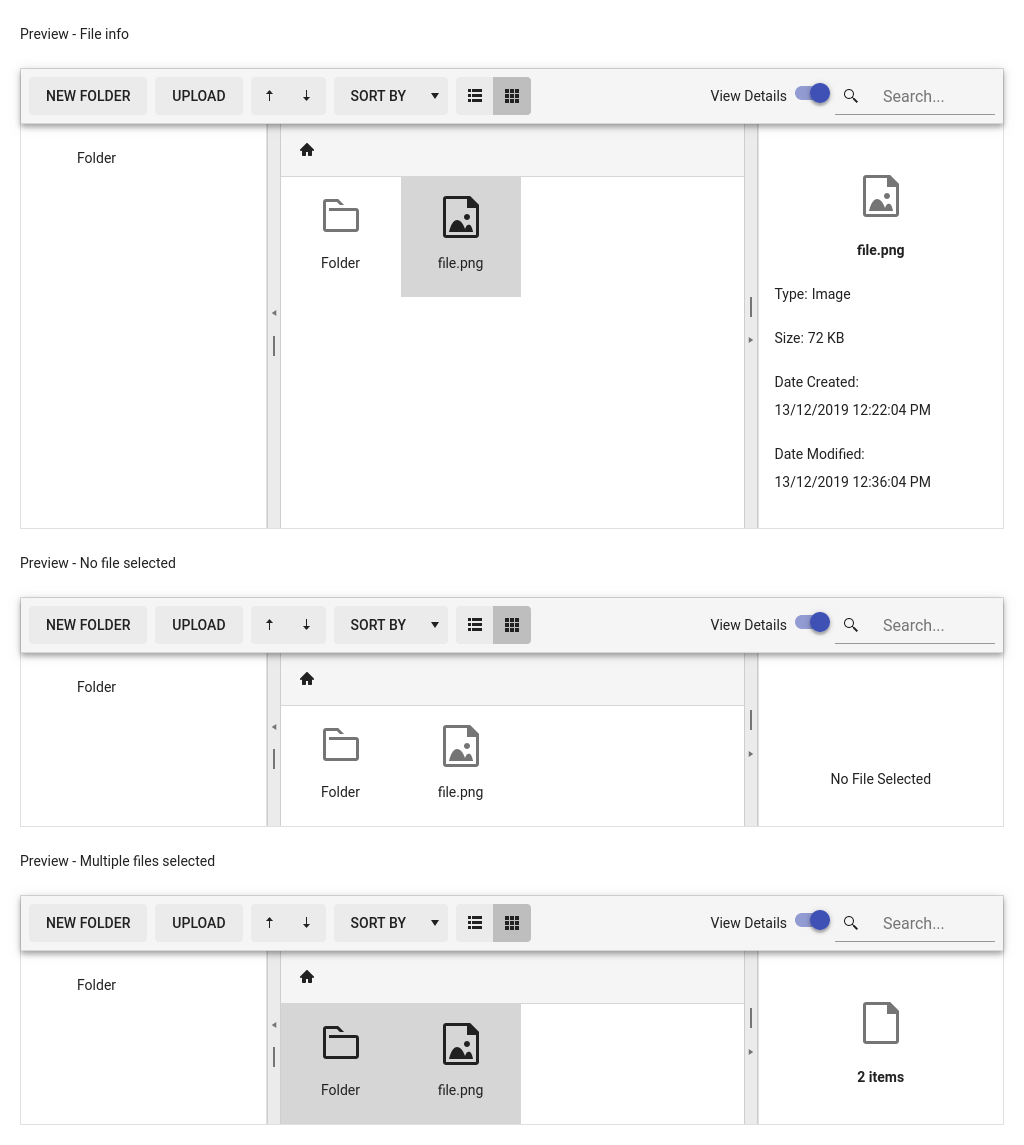 Preview - File info
NEW FOLDER UPLOAD SORT BY View Details Search...
Folder
Folder file.png
file.png
Type: Image
Size: 72 KB
Date Created:
13/12/2019 12:22:04 PM
Date Modified:
13/12/2019 12:36:04 PM
Preview - No file selected
NEW FOLDER UPLOAD SORT BY View Details Search...
Folder
Folder file.png
No File Selected
Preview - Multiple files selected
NEW FOLDER UPLOAD SORT BY View Details Search...
Folder
Folder file.png
2 items